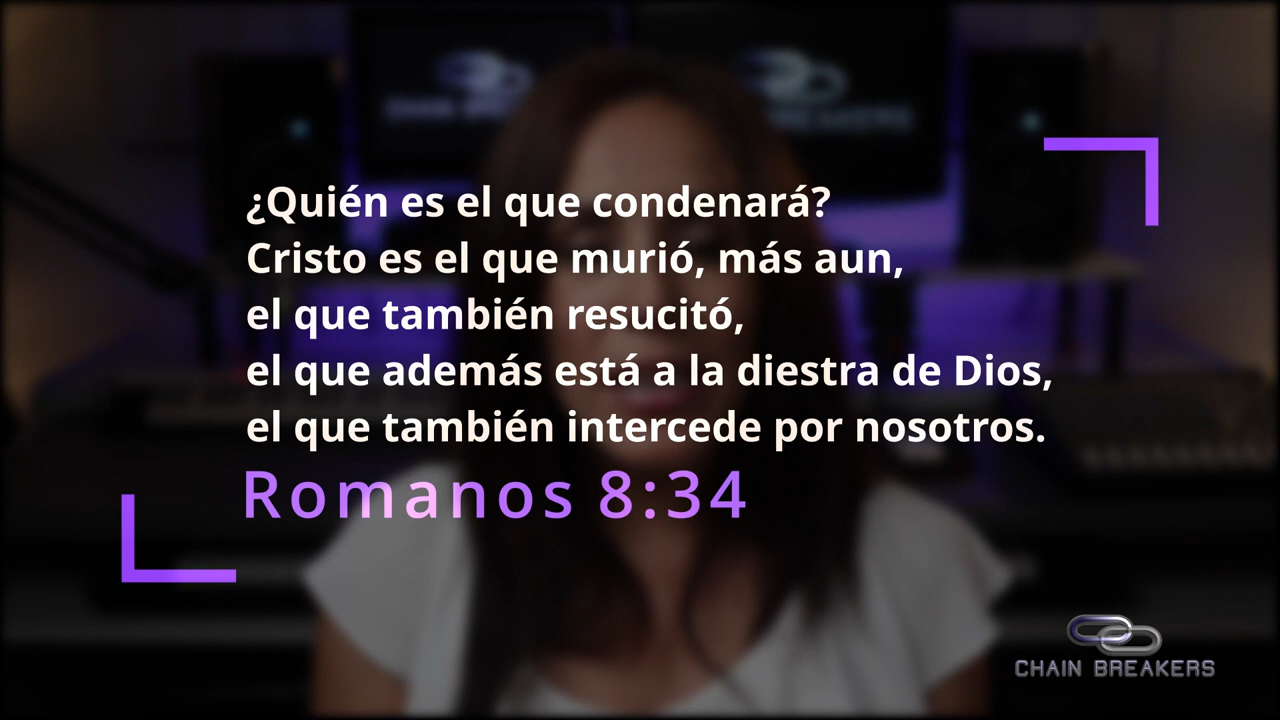 ¿Quién es el que condenará?
Cristo es el que murió, más aun,
el que también resucitó,
el que además está a la diestra de Dios,
el que también intercede por nosotros.
Romanos 8:34
CHAIN BREAKERS